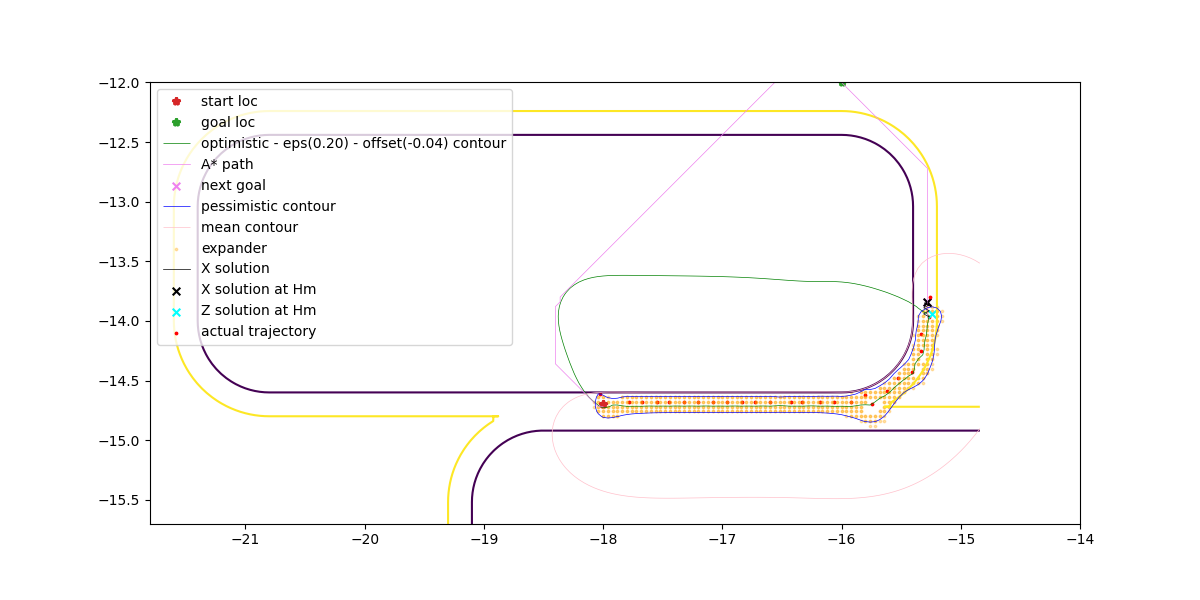 −12.0
−12.5
−13.0
−13.5
−14.0
−14.5
−15.0
−15.5
start loc
goal loc
optimistic - eps(0.20) - offset(-0.04) contour
A* path
next goal
pessimistic contour
mean contour
expander
X solution
X solution at Hm
Z solution at Hm
actual trajectory
−21 −20 −19 −18 −17 −16 −15 −14